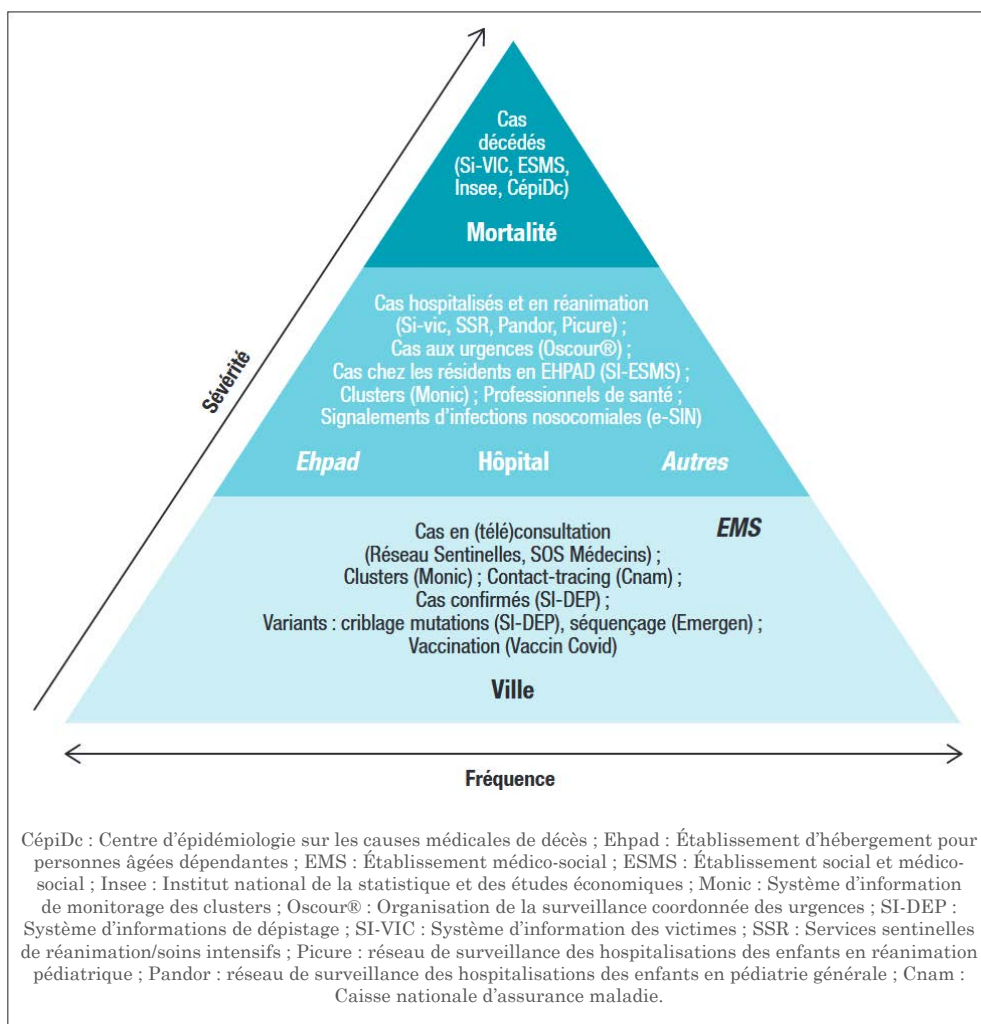 Cas
décédés
(Si-VIC, ESMS,
Insee, CépiDc)
Mortalité
Sévérité
Cas hospitalisés et en réanimation
(Si-vic, SSR, Pandor, Picure) ;
Cas aux urgences (Oscour®) ;
Cas chez les résidents en EHPAD (SI-ESMS) ;
Clusters (Monic) ; Professionnels de santé ;
Signalements d’infections nosocomiales (e-SIN)
Ehpad Hôpital Autres
EMS
Cas en (télé)consultation
(Réseau Sentinelles, SOS Médecins) ;
Clusters (Monic) ; Contact-tracing (Cnam) ;
Cas confirmés (SI-DEP) ;
Variants : criblage mutations (SI-DEP), séquençage (Emergen) ;
Vaccination (Vaccin Covid)
Ville
Fréquence
CépiDc : Centre d’épidémiologie sur les causes médicales de décès ; Ehpad : Établissement d’hébergement pour
personnes âgées dépendantes ; EMS : Établissement médico-social ; ESMS : Établissement social et médico-
social ; Insee : Institut national de la statistique et des études économiques ; Monic : Système d’information
de monitorage des clusters ; Oscour® : Organisation de la surveillance coordonnée des urgences ; SI-DEP :
Système d’informations de dépistage ; SI-VIC : Système d’information des victimes ; SSR : Services sentinelles
de réanimation/soins intensifs ; Picure : réseau de surveillance des hospitalisations des enfants en réanimation
pédiatrique ; Pandor : réseau de surveillance des hospitalisations des enfants en pédiatrie générale ; Cnam :
Caisse nationale d’assurance maladie.